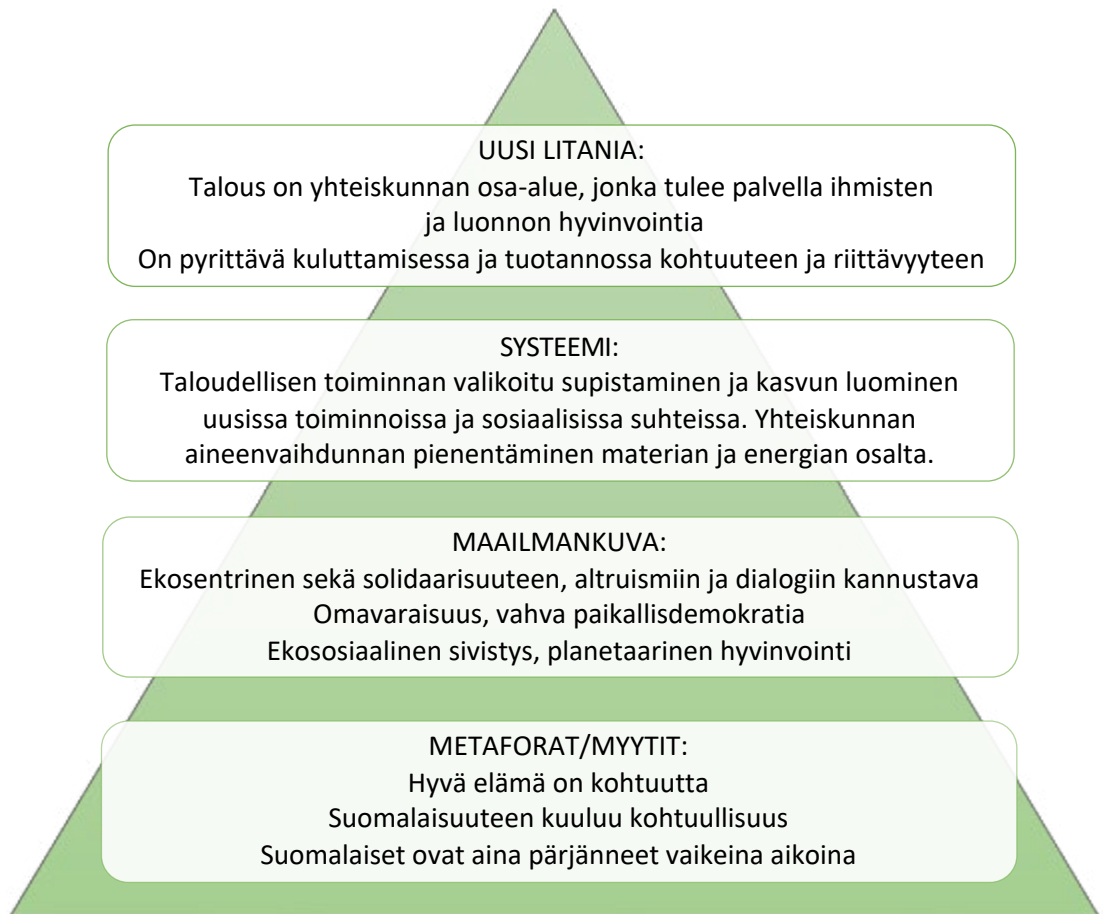 UUSI LITANIA:
Talous on yhteiskunnan osa-alue, jonka tulee palvella ihmisten
ja luonnon hyvinvointia
On pyrittävä kuluttamisessa ja tuotannossa kohtuuteen ja riittävyyteen
SYSTEEMI:
Taloudellisen toiminnan valikoitu supistaminen ja kasvun luominen
uusissa toiminnoissa ja sosiaalisissa suhteissa. Yhteiskunnan
aineenvaihdunnan pienentäminen materian ja energian osalta.
MAAILMANKUVA:
Ekosentrinen sekä solidaarisuuteen, altruismiin ja dialogiin kannustava
Omavaraisuus, vahva paikallisdemokratia
Ekososiaalinen sivistys, planetaarinen hyvinvointi
METAFORAT/MYYTIT:
Hyvä elämä on kohtuutta
Suomalaisuuteen kuuluu kohtuullisuus
Suomalaiset ovat aina pärjänneet vaikeina aikoina